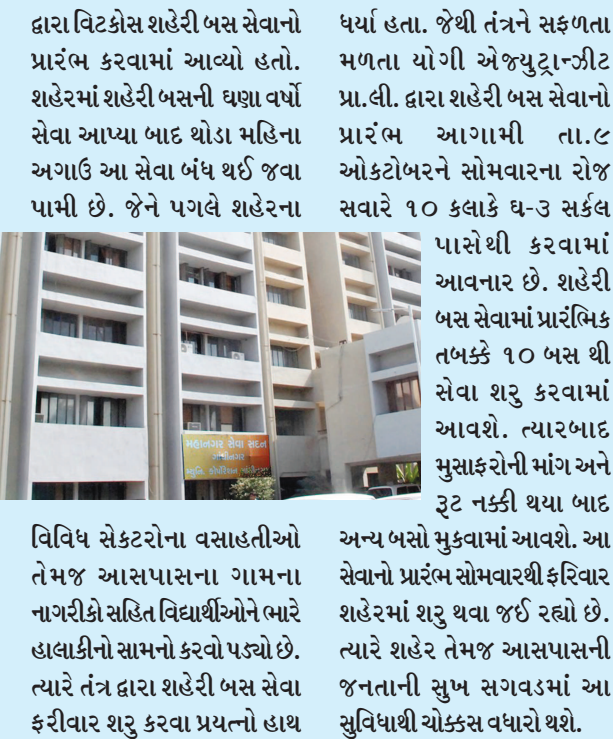 દ્વારા વિટકોસ શહેરી બસ સેવાનો
પ્રારંભ કરવામાં આવ્યો હતો.
શહેરમાં શહેરી બસની ઘણા વર્ષો
સેવા આપ્યા બાદ થોડા મહિના
અગાઉ આ સેવા બંધ થઈ જવા
પામી છે. જેને પગલે શહેરના
મહાનગર સેવા સદન
ગાંધીનગર
વિવિધ સેકટરોના વસાહતીઓ
તેમજ આસપાસના ગામના
નાગરીકો સહિત વિદ્યાર્થીઓને ભારે
હાલાકીનો સામનો કરવો પડ્યો છે.
ત્યારે તંત્ર દ્વારા શહેરી બસ સેવા
ફરીવાર શરુ કરવા પ્રયત્નો હાથ
ધર્યા હતા. જેથી તંત્રને સફળતા
મળતા યોગી એજ્યુટ્રાન્ઝીટ
પ્રા.લી. દ્વારા શહેરી બસ સેવાનો
પ્રારંભ આગામી તા.૯
ઓકટોબરને સોમવારના રોજ
સવારે ૧૦ કલાકે ઘ-૩ સર્કલ
પાસેથી કરવામાં
આવનાર છે. શહેરી
બસ સેવામાં પ્રારંભિક
તબક્કે ૧૦ બસ થી
સેવા શરુ કરવામાં
આવશે. ત્યારબાદ
મુસાફરોની માંગ અને
રૂટ નક્કી થયા બાદ
અન્ય બસો મુકવામાં આવશે. આ
સેવાનો પ્રારંભ સોમવારથી ફરિવાર
શહેરમાં શરુ થવા જઈ રહ્યો છે.
ત્યારે શહેર તેમજ આસપાસની
જનતાની સુખ સગવડમાં આ
સુવિધાથી ચોક્કસ વધારો થશે.